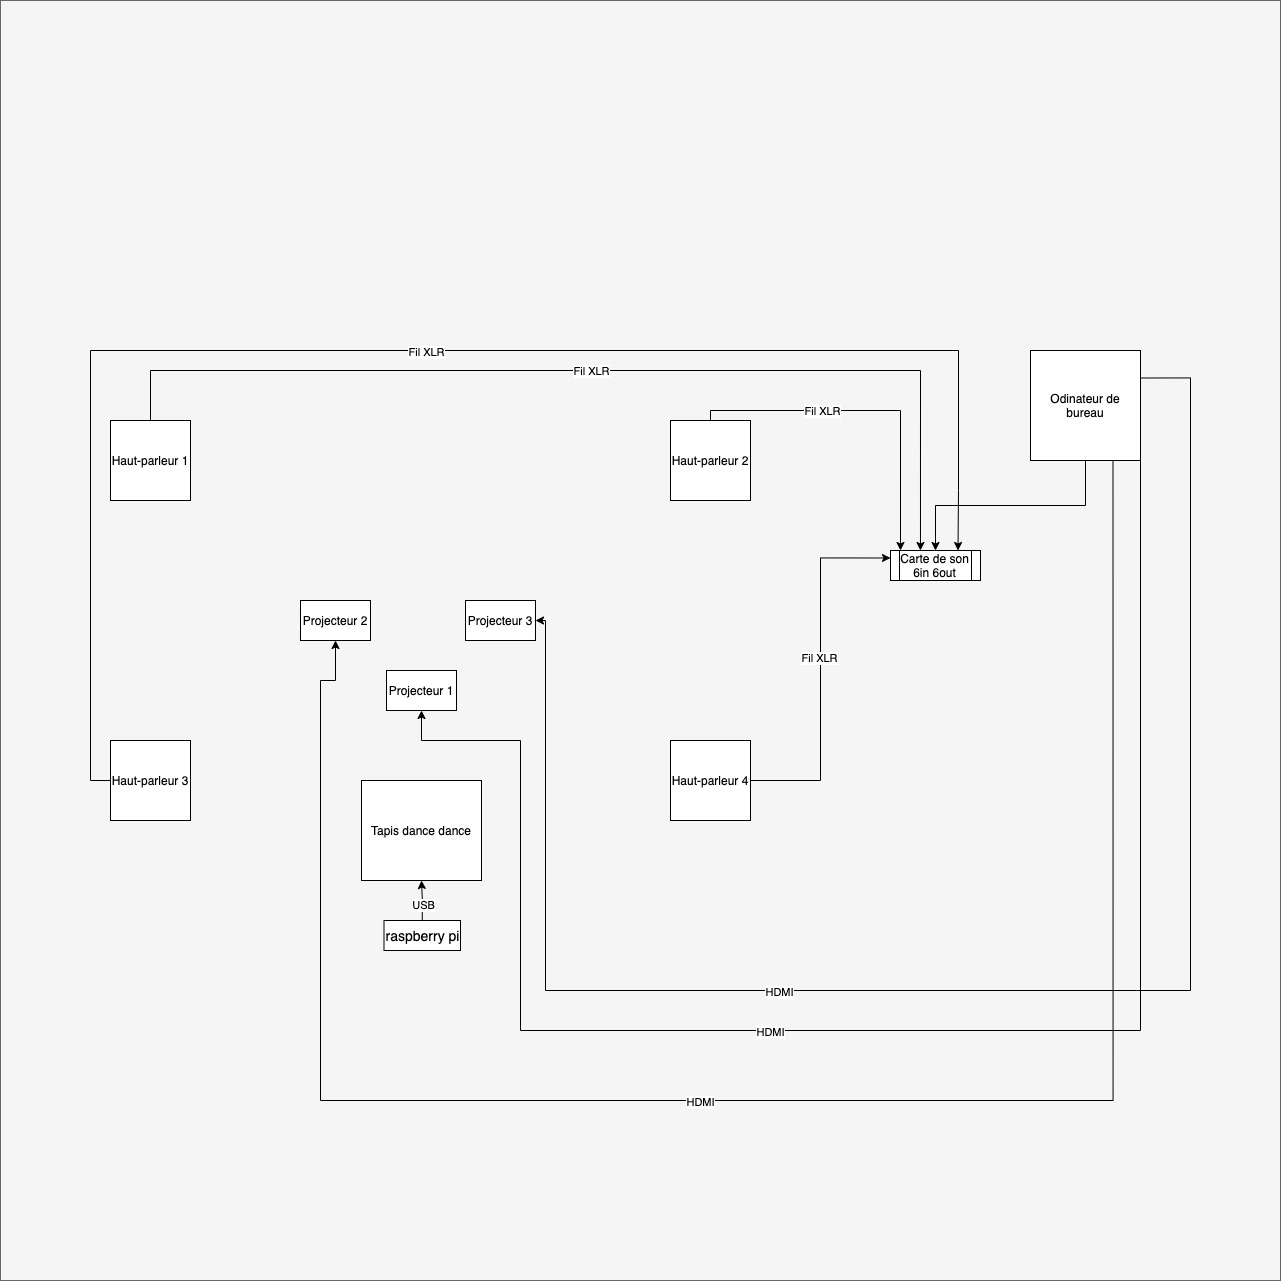 Fil XLR
Fil XLR
Fil XLR
Odinateur de
bureau
Haut-parleur 1
Haut-parleur 2
Carte de son
6in 6out
Projecteur 2
Projecteur 3
Fil XLR
Projecteur 1
Haut-parleur 3
Haut-parleur 4
Tapis dance dance
USB
raspberry pi
HDMI
HDMI
HDMI